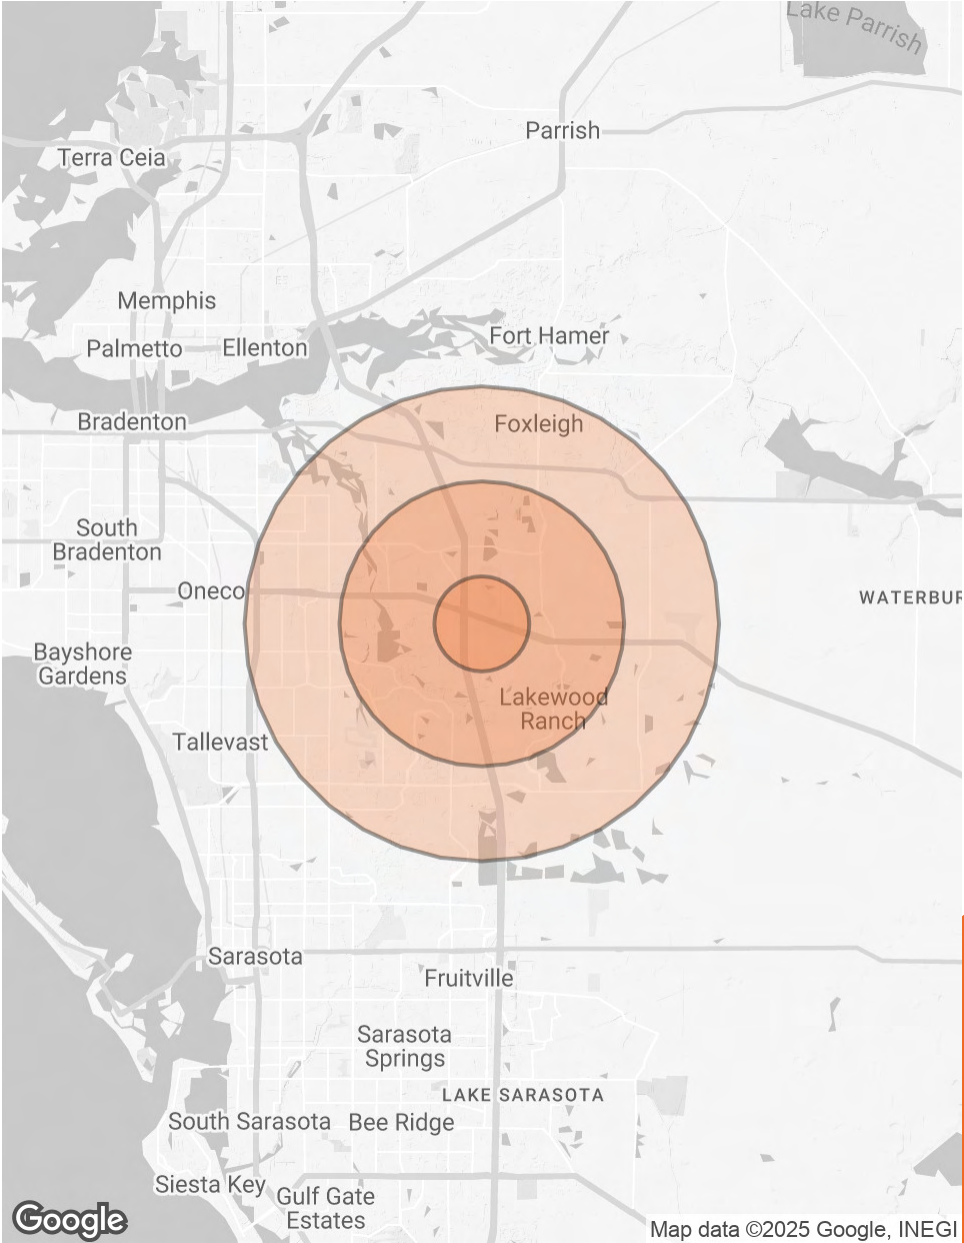 Lake Parrish
Parrish
Terra Ceia
Memphis
Fort Hamer
Palmetto
Ellenton
Bradenton
Foxleigh
South
Bradenton
Oneco
WATERBUR
Bayshore
Gardens
Lakewood
Ranch
Tallevast
Sarasota
Fruitville
Sarasota
Springs
LAKE SARASOTA
South Sarasota
Bee Ridge
Siesta Key
Gulf Gate
Estates
Google
Map data ©2025 Google, INEGI